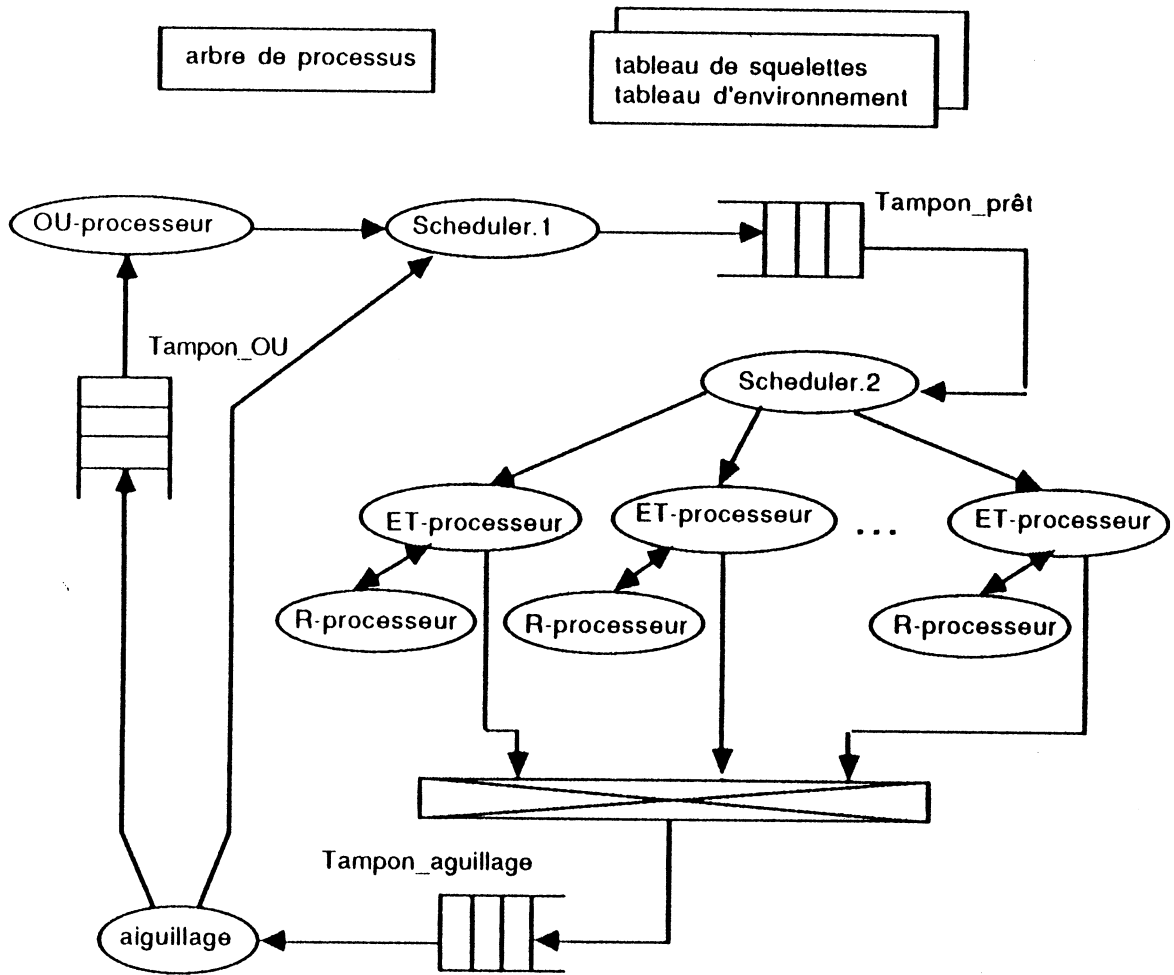 arbre de processus
tableau de squelettes
tableau d'environnement
OU-processeur
Scheduler.1
Tampon_prêt
Tampon_OU
Scheduler.2
ET-processeur
ET-processeur
...
ET-processeur
R-processeur
R-processeur
R-processeur
Tampon_aguillage
aiguillage